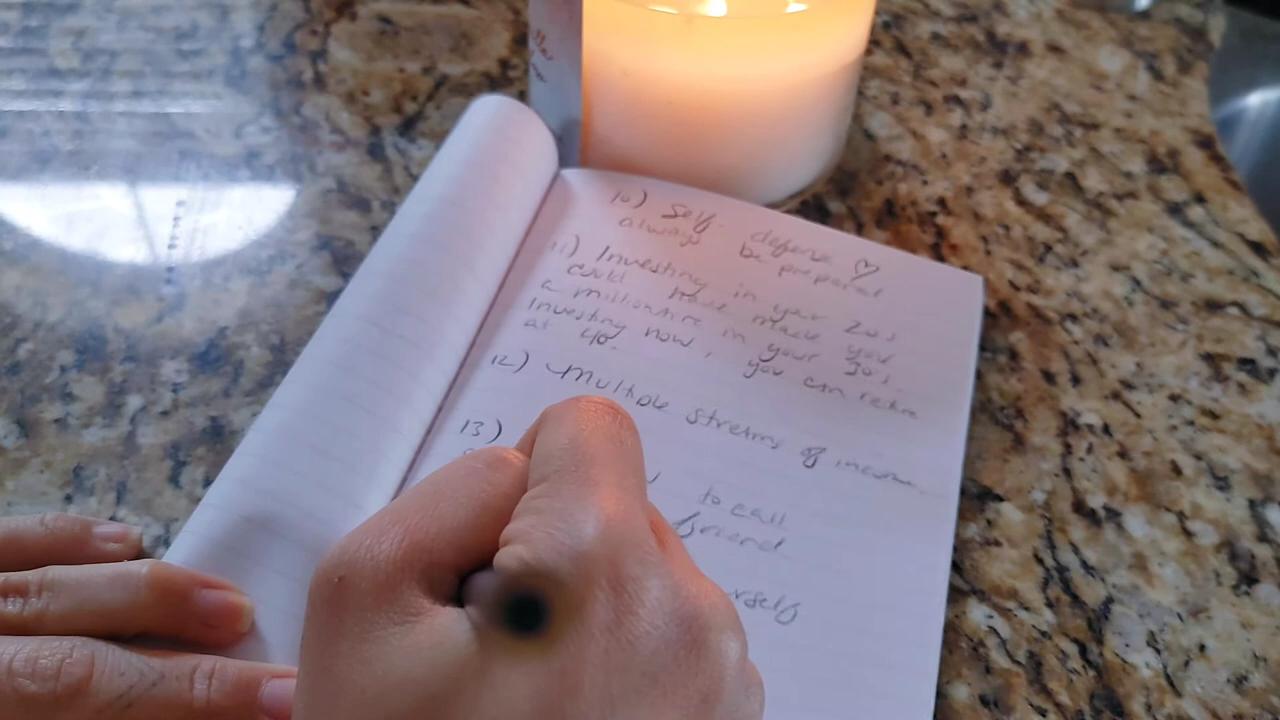 10) Self-defense ♡
always be prepared
11) Investing in your 20s
could have made you
a millionaire in your 30s.
Investing now, you can retire
at 40.
12) Multiple streams of income
13)
to call
friend.
rself